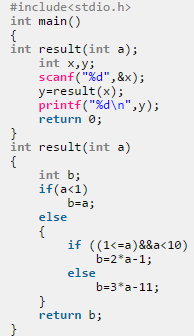 #include<stdio.h>
int main()
{
int result(int a);
int x,y;
scanf("%d",&x);
y=result(x);
printf("%d\n",y);
return 0;
}
int result(int a)
{
int b;
if(a<1)
b=a;
else
{
if ((1<=a)&&a<10)
b=2*a-1;
else
b=3*a-11;
}
return b;
}